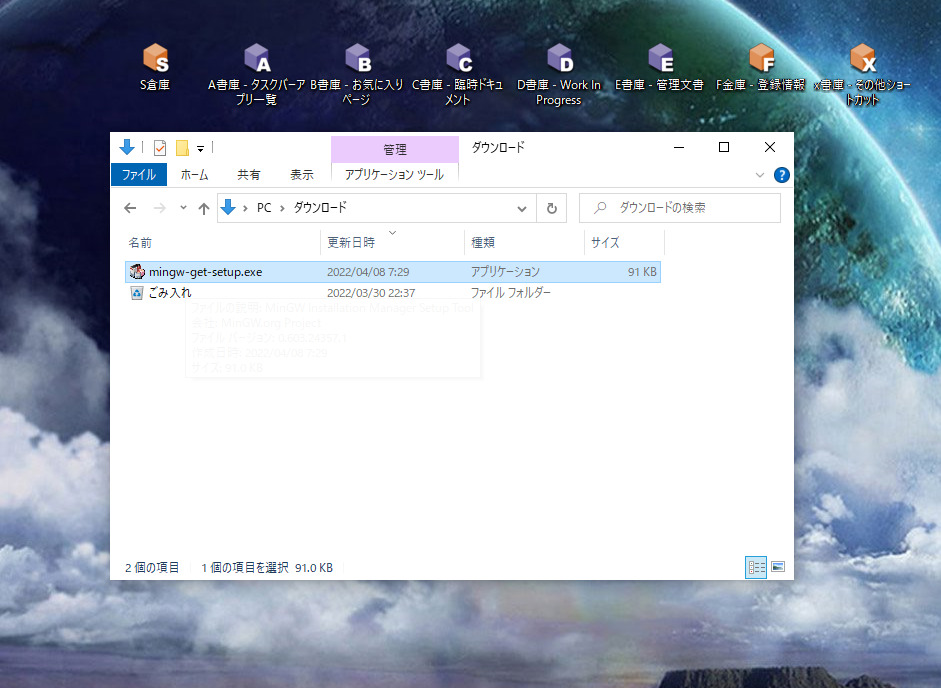 S
A
B
C
D
E
F
X
S倉庫
A書庫 - タスクバーア
プリ一覧
B書庫 - お気に入り
ページ
C書庫 - 臨時ドキュ
メント
D書庫 - Work In
Progress
E書庫 - 管理文書
F金庫 - 登録情報
X書庫 - その他ショー
トカット
管理
ダウンロード
ファイル
ホーム
共有
表示
アプリケーション ツール
?
PC
ダウンロード
ダウンロードの検索
名前
更新日時
種類
サイズ
mingw-get-setup.exe
2022/04/08 7:29
アプリケーション
91 KB
ごみ入れ
2022/03/30 22:37
ファイル フォルダー
ファイルの説明: MinGW Installation Manager Setup Tool
会社: MinGW.org Project
ファイル バージョン:
作成日時: 2022/04/08 7:29
サイズ: 91.0 KB
2 個の項目
1 個の項目を選択 91.0 KB